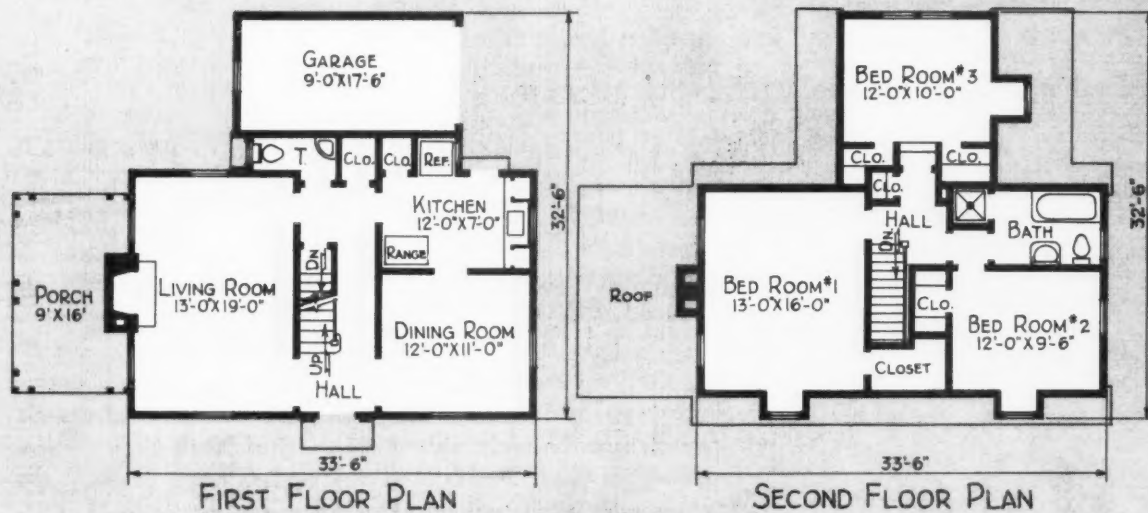 GARAGE
9'-0"X17'-6"
T.
CLO.
CLO.
REF.
KITCHEN
12'-0"X7'-0"
RANGE
DN
LIVING ROOM
13'-0"X19'-0"
PORCH
9'X16'
DINING ROOM
12'-0"X11'-0"
UP
HALL
32'-6"
33'-6"
FIRST FLOOR PLAN
BED ROOM #3
12'-0"X10'-0"
CLO.
CLO.
CLO.
HALL
DN
BATH
BED ROOM #1
13'-0"X16'-0"
ROOF
CLO.
BED ROOM #2
12'-0"X9'-6"
CLOSET
32'-6"
33'-6"
SECOND FLOOR PLAN